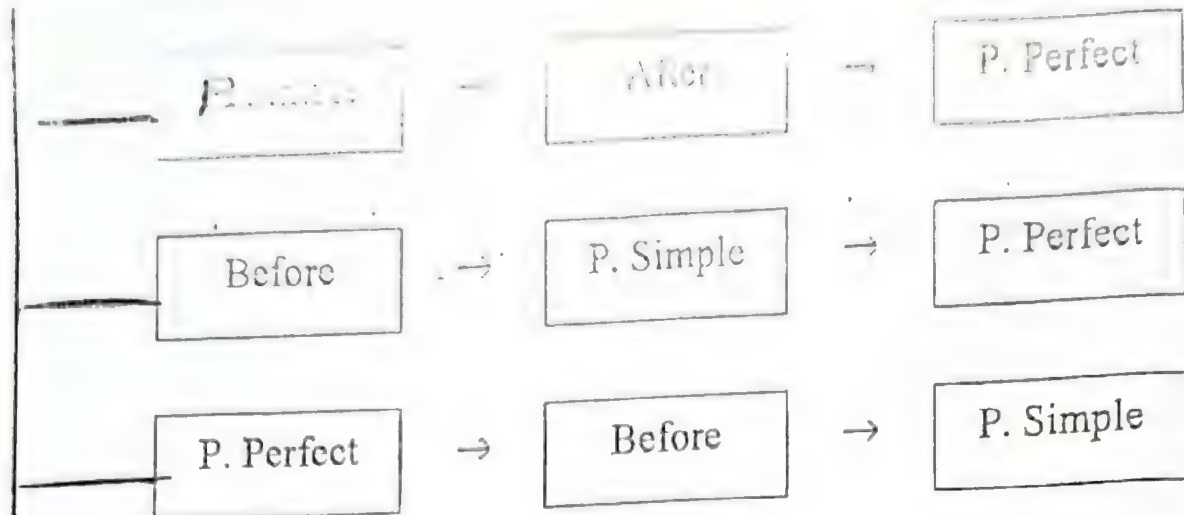 After → P. Perfect
Before → P. Simple → P. Perfect
P. Perfect → Before → P. Simple